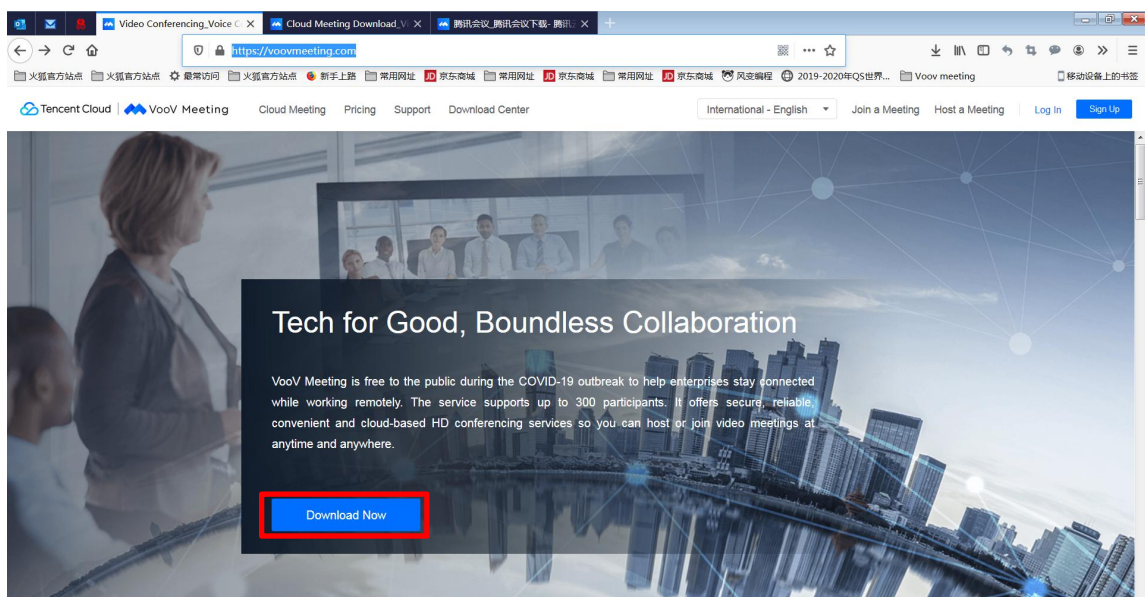 Video Conferencing_Voice C
Cloud Meeting Download_V
腾讯会议_腾讯会议下载- 腾讯
https://voovmeeting.com
火狐官方站点 火狐官方站点 最常访问 火狐官方站点 新手上路 常用网址 JD 京东商城 常用网址 JD 京东商城 常用网址 JD 京东商城 风变编程 2019-2020年QS世界... Voov meeting 移动设备上的书签
Tencent Cloud VooV Meeting Cloud Meeting Pricing Support Download Center International - English Join a Meeting Host a Meeting Log In Sign Up
Tech for Good, Boundless Collaboration
VooV Meeting is free to the public during the COVID-19 outbreak to help enterprises stay connected
while working remotely. The service supports up to 300 participants. It offers secure, reliable,
convenient and cloud-based HD conferencing services so you can host or join video meetings at
anytime and anywhere.
Download Now